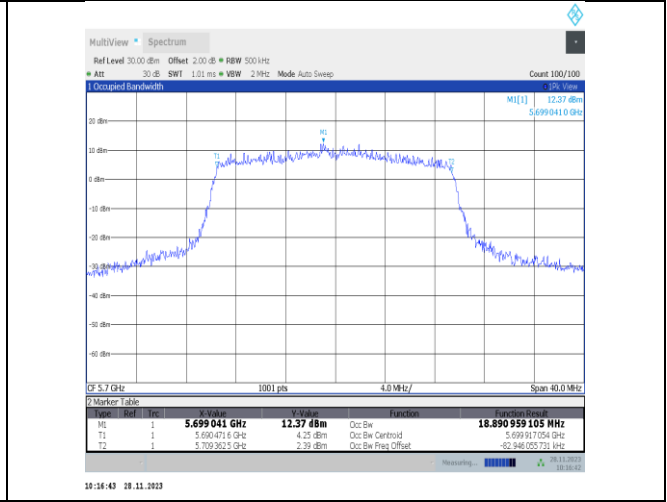 MultiView Spectrum
Ref Level 30.00 dBm Offset 2.00 dB RBW 500 kHz
Att 30 dB SWT 1.01 ms VBW 2 MHz Mode Auto Sweep Count 100/100
1 Occupied Bandwidth 1Pk View
M1[1] 12.37 dBm
5.6990410 GHz
20 dBm
M1
10 dBm
T1 T2
0 dBm
-10 dBm
-20 dBm
-30 dBm
-40 dBm
-50 dBm
-60 dBm
CF 5.7 GHz 1001 pts 4.0 MHz/ Span 40.0 MHz
2 Marker Table
Type Ref Trc X-Value Y-Value Function Function Result
M1 1 5.699 041 GHz 12.37 dBm Occ Bw 18.890 959 105 MHz
T1 1 5.690 471 6 GHz 4.25 dBm Occ Bw Centroid 5.699 917 054 GHz
T2 1 5.709 362 5 GHz 2.39 dBm Occ Bw Freq Offset -82.946 055 731 kHz
Measuring... 28.11.2023
10:16:42
10:16:43 28.11.2023